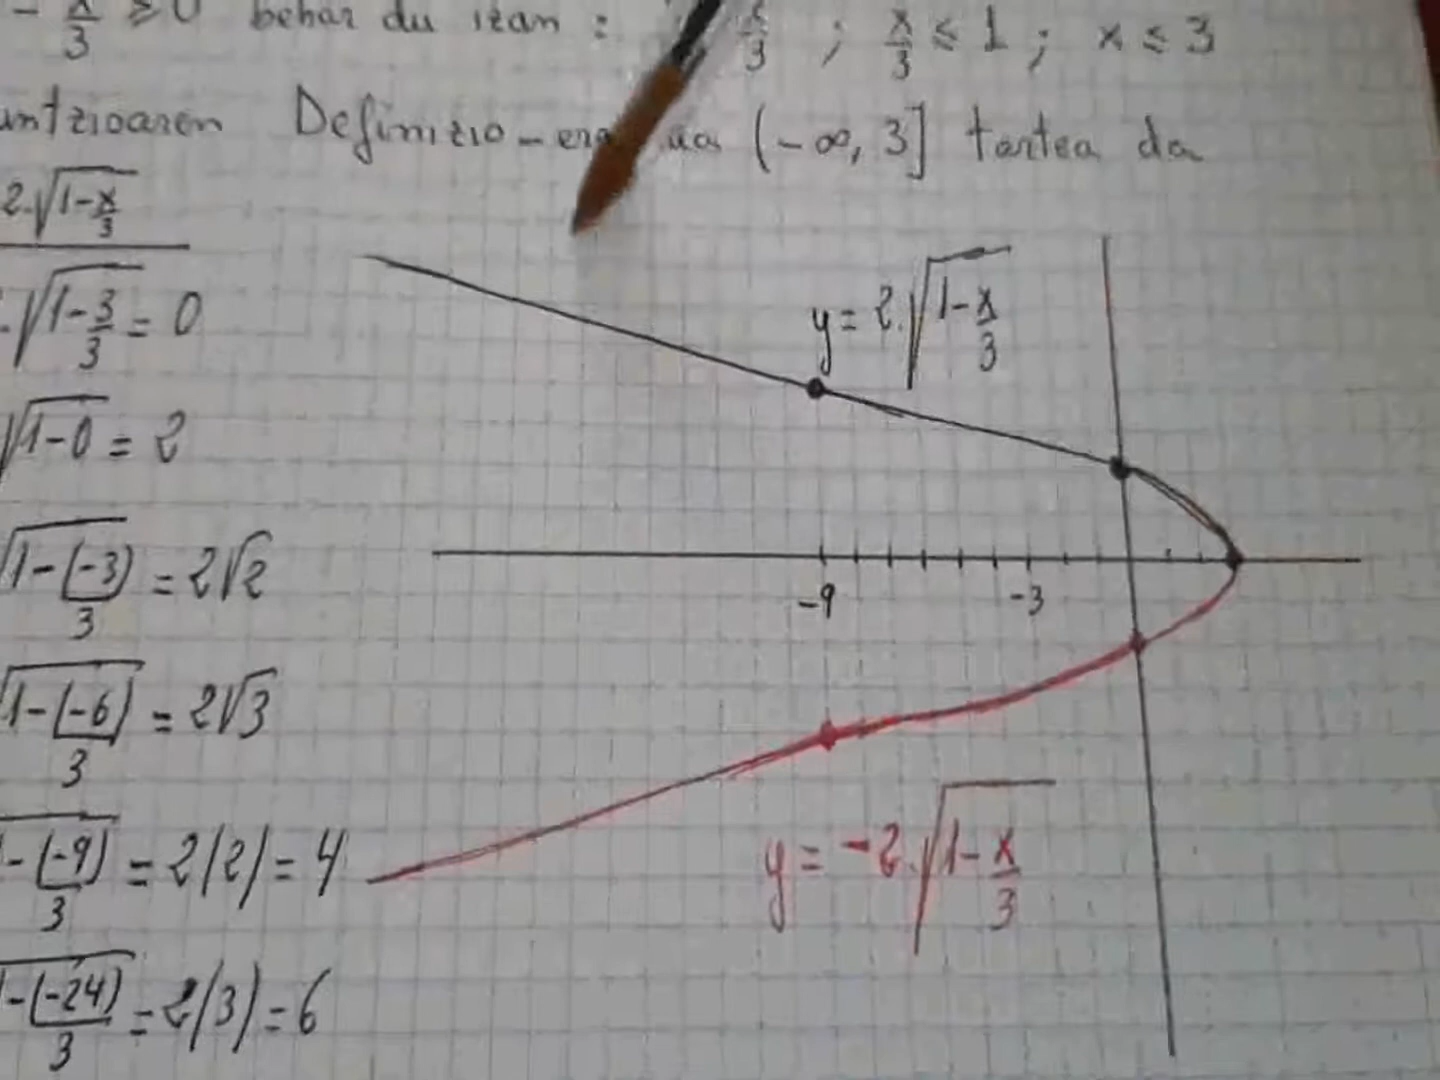 - x/3 ≥ 0 behar du izan : x/3 ; x/3 ≤ 1 ; x ≤ 3
untzioaren Definizio - (-∞, 3] tartea da
2.√(1-x/3)
.√(1-3/3) = 0
√(1-0) = 2
√(1-(-3)/3) = 2√2
√(1-(-6)/3) = 2√3
-(-9)/3 = 2(2) = 4
-(-24)/3 = 2(3) = 6
y = 2.√(1-x/3)
-9 -3
y = -2.√(1-x/3)